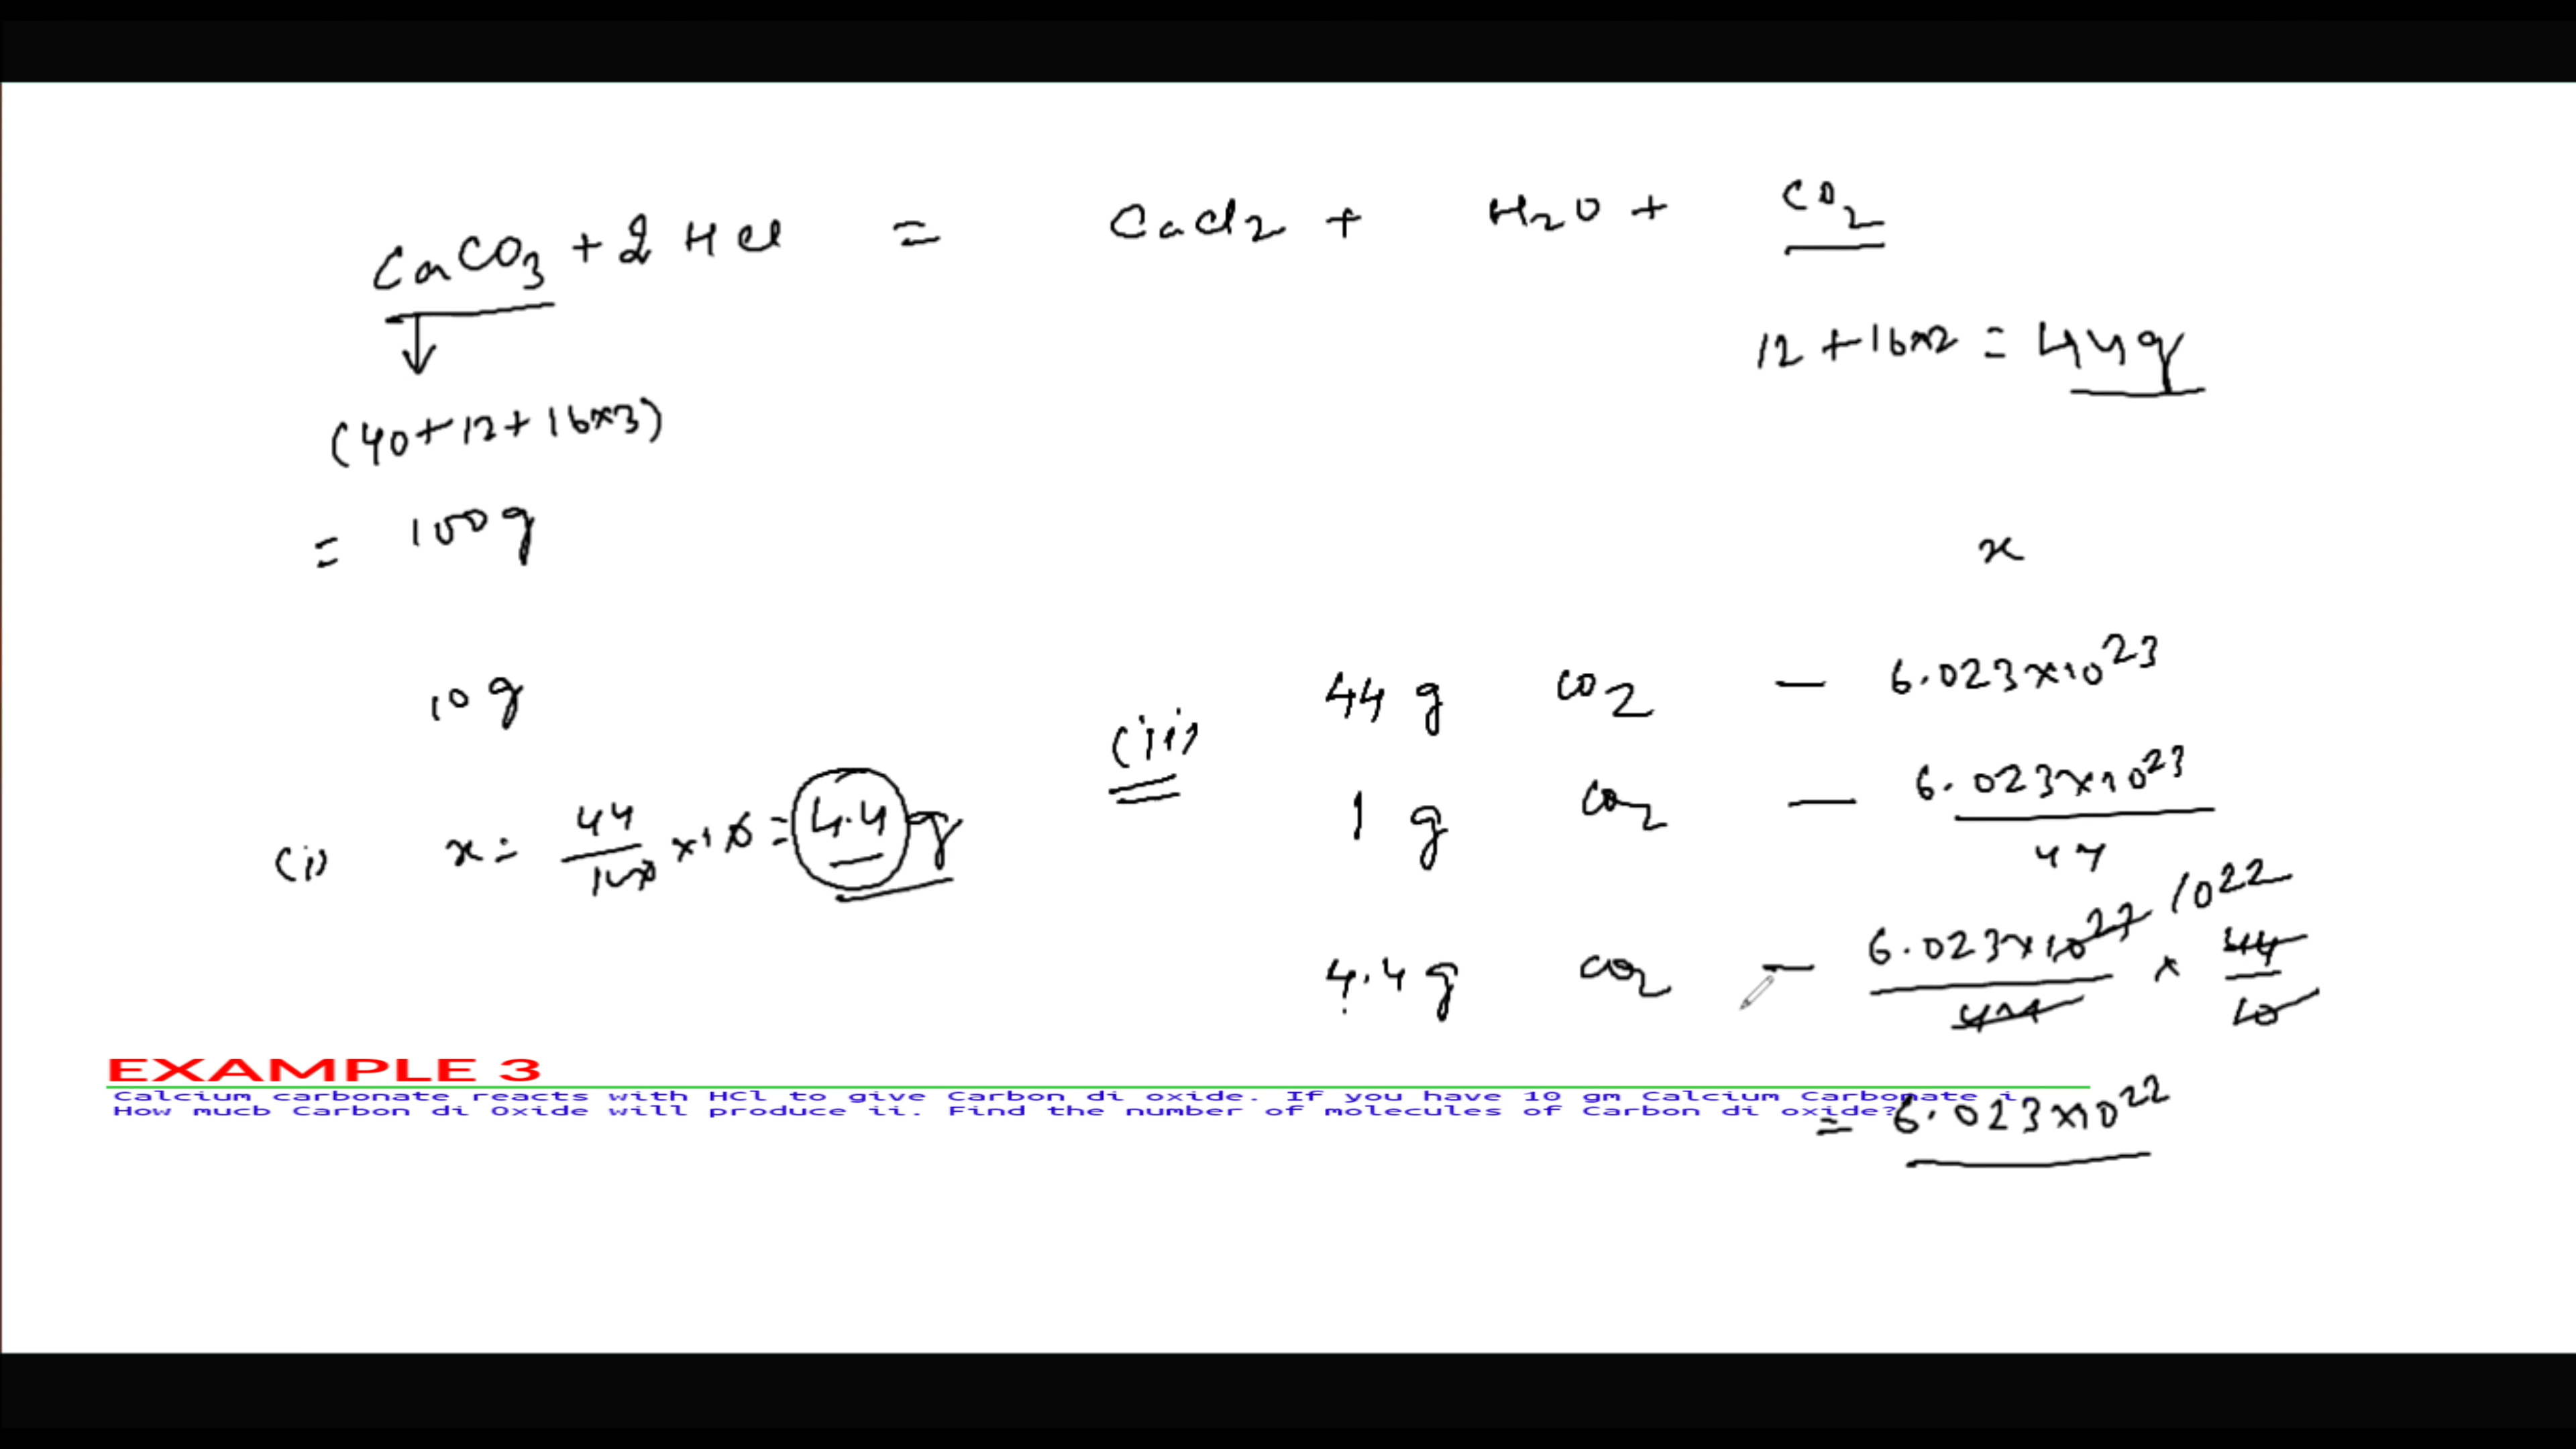 CaCO3 + 2 HCl = CaCl2 + H2O + CO2
12 + 16×2 = 44g
(40+12+16×3)
= 100g
x
10 g
44 g CO2 — 6.023×10^23
(ii)
1 g CO2 — 6.023×10^23 / 44
(i) x = 44/100 × 10 = 4.4 g
4.4 g CO2 — 6.023×10^23 / 44 × 44/10
10^22
EXAMPLE 3
Calcium carbonate reacts with HCl to give Carbon di oxide. If you have 10 gm Calcium Carbonate i.
How mucb Carbon di Oxide will produce ii. Find the number of molecules of Carbon di oxide?
= 6.023×10^22